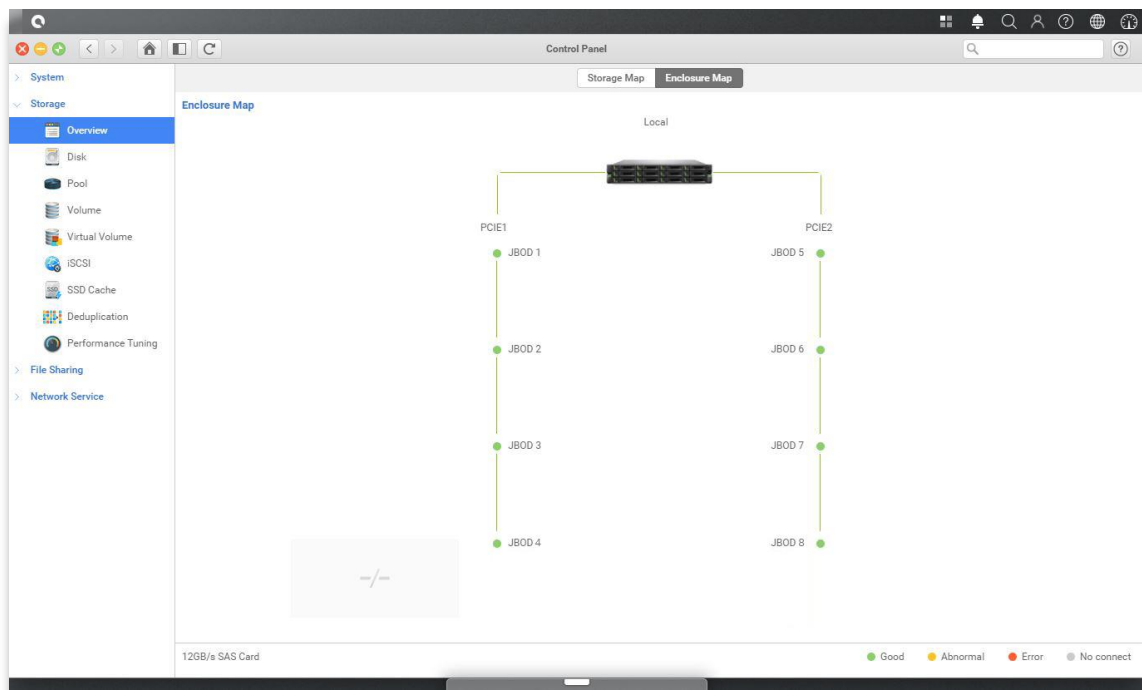 Control Panel
System
Storage
Overview
Disk
Pool
Volume
Virtual Volume
iSCSI
SSD Cache
Deduplication
Performance Tuning
File Sharing
Network Service
Storage Map Enclosure Map
Enclosure Map
Local
PCIE1 PCIE2
JBOD 1 JBOD 5
JBOD 2 JBOD 6
JBOD 3 JBOD 7
JBOD 4 JBOD 8
-/-
12GB/s SAS Card Good Abnormal Error No connect